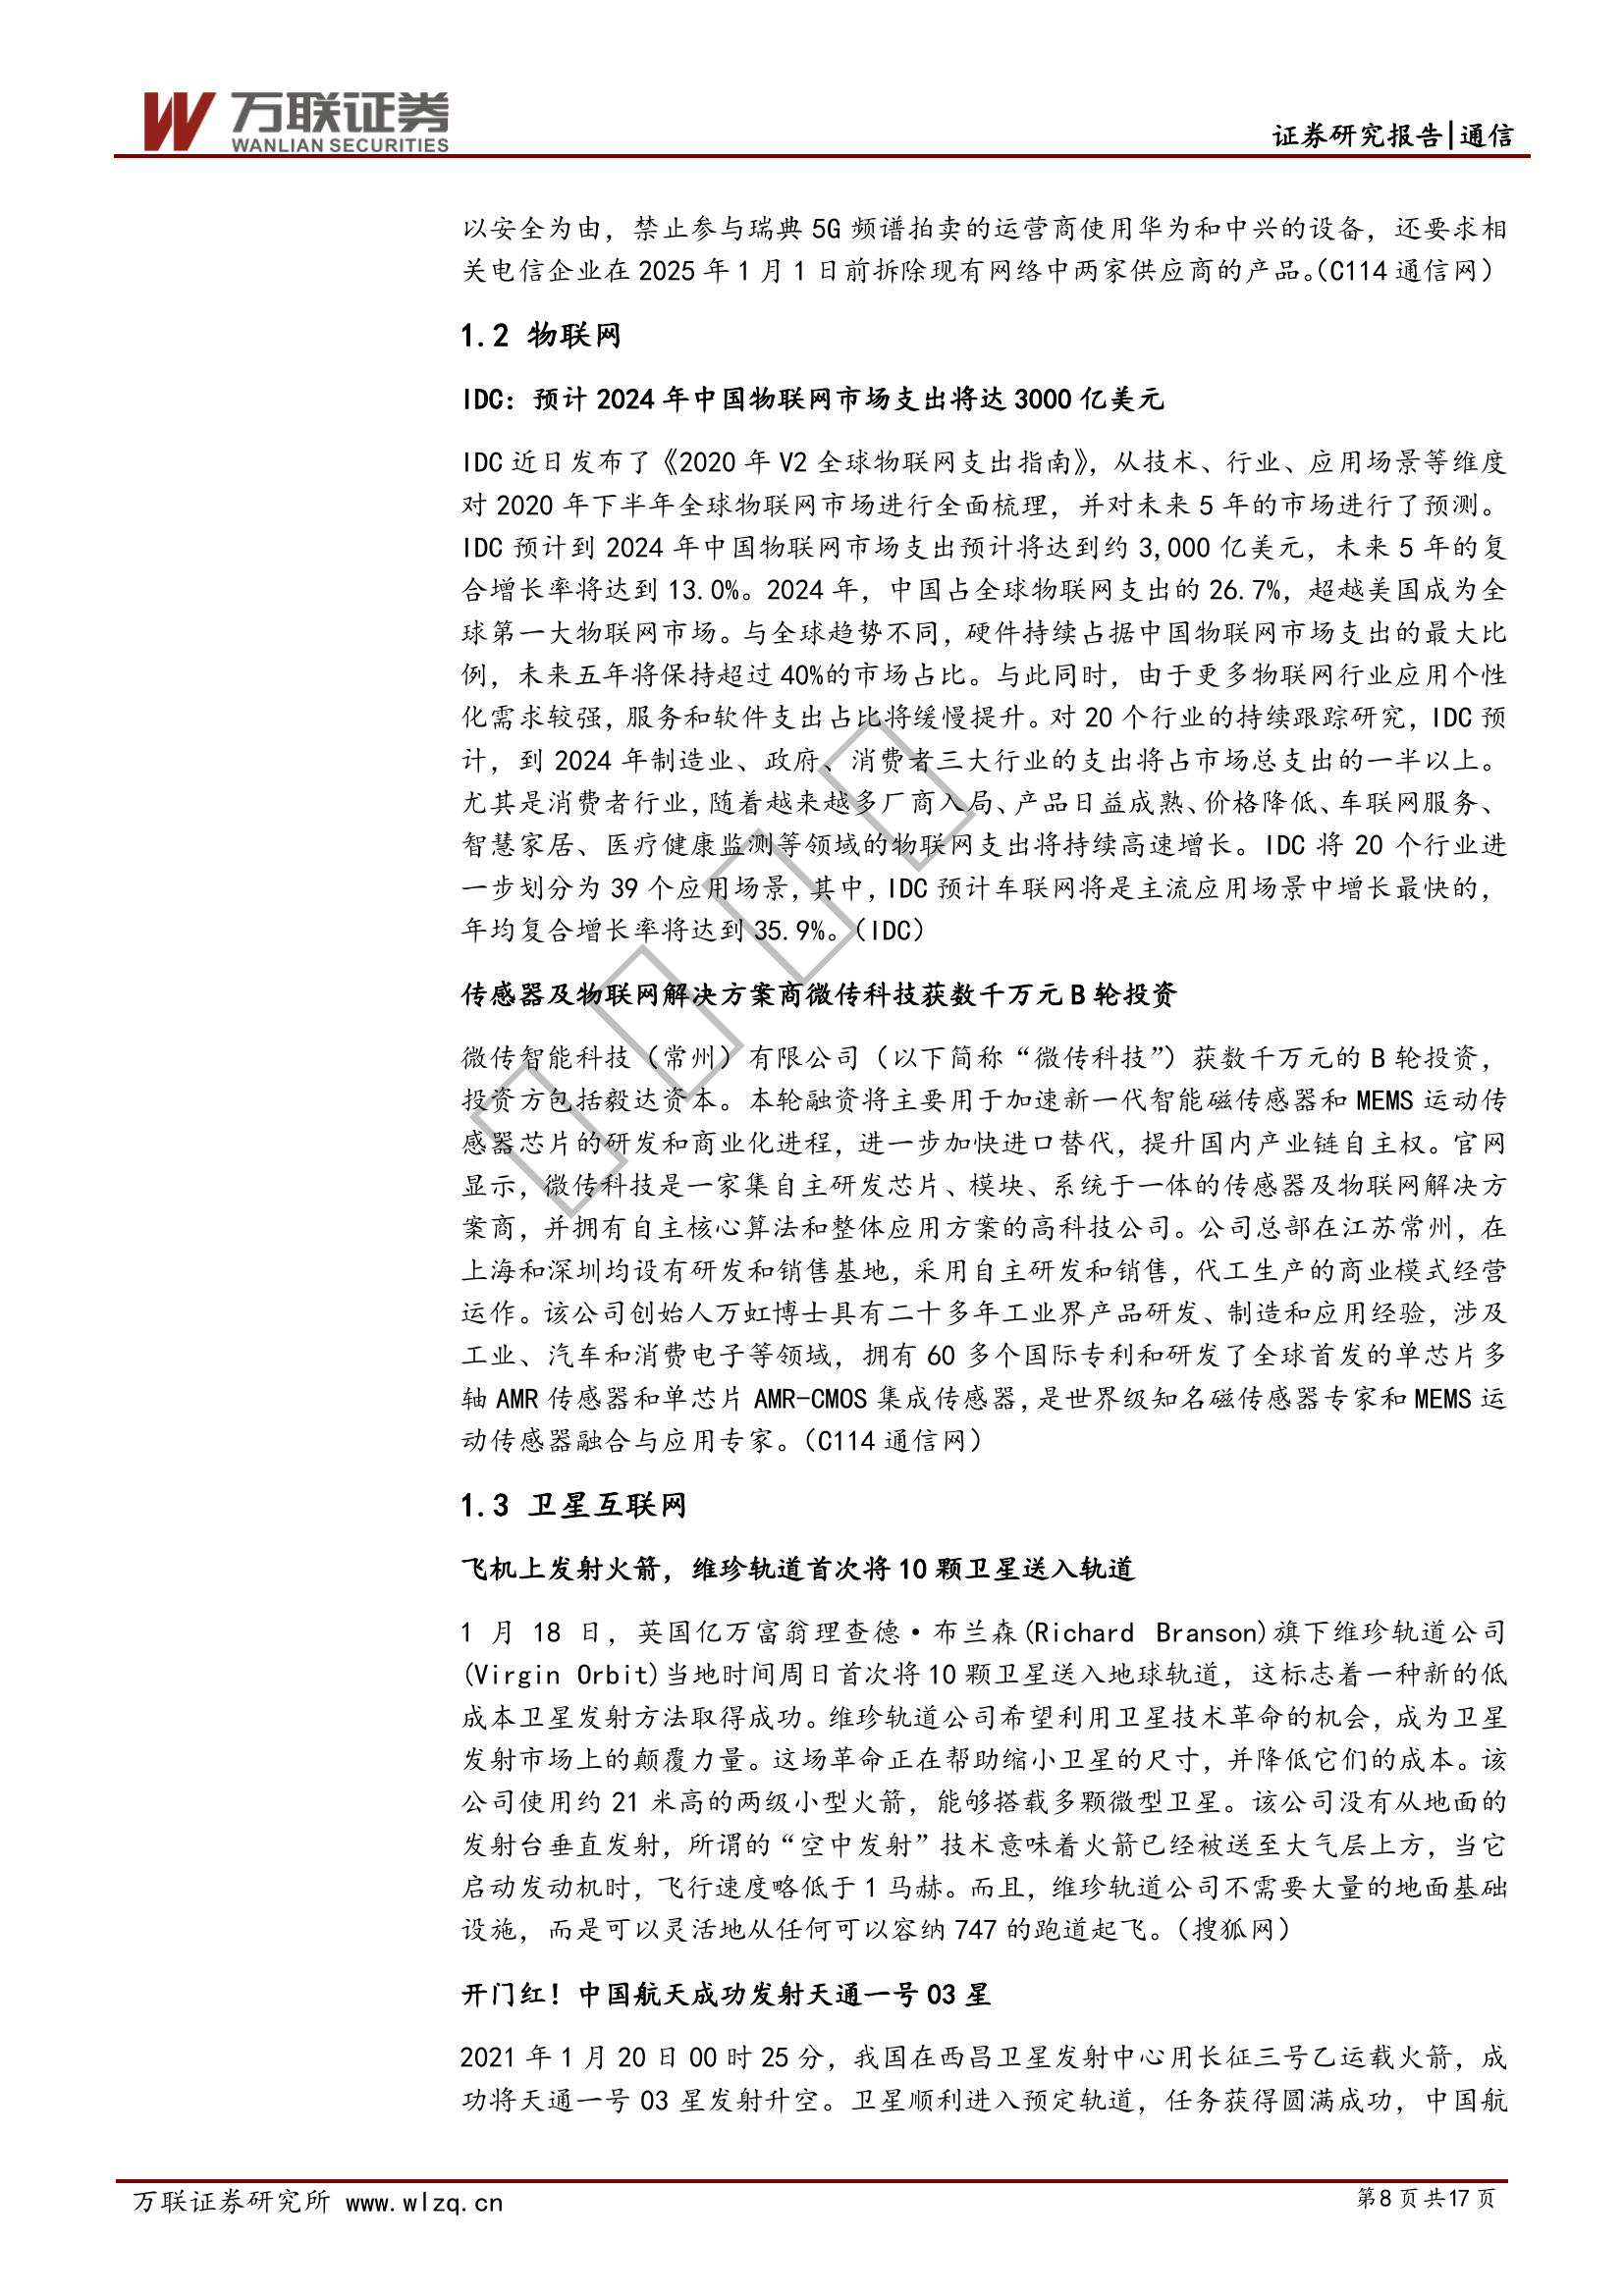 万联证券
WANLIAN SECURITIES
证券研究报告|通信
以安全为由，禁止参与瑞典 5G 频谱拍卖的运营商使用华为和中兴的设备，还要求相
关电信企业在 2025 年 1 月 1 日前拆除现有网络中两家供应商的产品。（C114 通信网）
1.2 物联网
IDC：预计 2024 年中国物联网市场支出将达 3000 亿美元
IDC 近日发布了《2020 年 V2 全球物联网支出指南》，从技术、行业、应用场景等维度
对 2020 年下半年全球物联网市场进行全面梳理，并对未来 5 年的市场进行了预测。
IDC 预计到 2024 年中国物联网市场支出预计将达到约 3,000 亿美元，未来 5 年的复
合增长率将达到 13.0%。2024 年，中国占全球物联网支出的 26.7%，超越美国成为全
球第一大物联网市场。与全球趋势不同，硬件持续占据中国物联网市场支出的最大比
例，未来五年将保持超过 40%的市场占比。与此同时，由于更多物联网行业应用个性
化需求较强，服务和软件支出占比将缓慢提升。对 20 个行业的持续跟踪研究，IDC 预
计，到 2024 年制造业、政府、消费者三大行业的支出将占市场总支出的一半以上。
尤其是消费者行业，随着越来越多厂商入局、产品日益成熟、价格降低、车联网服务、
智慧家居、医疗健康监测等领域的物联网支出将持续高速增长。IDC 将 20 个行业进
一步划分为 39 个应用场景，其中，IDC 预计车联网将是主流应用场景中增长最快的，
年均复合增长率将达到 35.9%。（IDC）
传感器及物联网解决方案商微传科技获数千万元 B 轮投资
微传智能科技（常州）有限公司（以下简称“微传科技”）获数千万元的 B 轮投资，
投资方包括毅达资本。本轮融资将主要用于加速新一代智能磁传感器和 MEMS 运动传
感器芯片的研发和商业化进程，进一步加快进口替代，提升国内产业链自主权。官网
显示，微传科技是一家集自主研发芯片、模块、系统于一体的传感器及物联网解决方
案商，并拥有自主核心算法和整体应用方案的高科技公司。公司总部在江苏常州，在
上海和深圳均设有研发和销售基地，采用自主研发和销售，代工生产的商业模式经营
运作。该公司创始人万虹博士具有二十多年工业界产品研发、制造和应用经验，涉及
工业、汽车和消费电子等领域，拥有 60 多个国际专利和研发了全球首发的单芯片多
轴 AMR 传感器和单芯片 AMR-CMOS 集成传感器，是世界级知名磁传感器专家和 MEMS 运
动传感器融合与应用专家。（C114 通信网）
1.3 卫星互联网
飞机上发射火箭，维珍轨道首次将 10 颗卫星送入轨道
1 月 18 日，英国亿万富翁理查德·布兰森(Richard Branson)旗下维珍轨道公司
(Virgin Orbit)当地时间周日首次将 10 颗卫星送入地球轨道，这标志着一种新的低
成本卫星发射方法取得成功。维珍轨道公司希望利用卫星技术革命的机会，成为卫星
发射市场上的颠覆力量。这场革命正在帮助缩小卫星的尺寸，并降低它们的成本。该
公司使用约 21 米高的两级小型火箭，能够搭载多颗微型卫星。该公司没有从地面的
发射台垂直发射，所谓的“空中发射”技术意味着火箭已经被送至大气层上方，当它
启动发动机时，飞行速度略低于 1 马赫。而且，维珍轨道公司不需要大量的地面基础
设施，而是可以灵活地从任何可以容纳 747 的跑道起飞。（搜狐网）
开门红！中国航天成功发射天通一号 03 星
2021 年 1 月 20 日 00 时 25 分，我国在西昌卫星发射中心用长征三号乙运载火箭，成
功将天通一号 03 星发射升空。卫星顺利进入预定轨道，任务获得圆满成功，中国航
万联证券研究所 www.wlzq.cn
第8页共17页